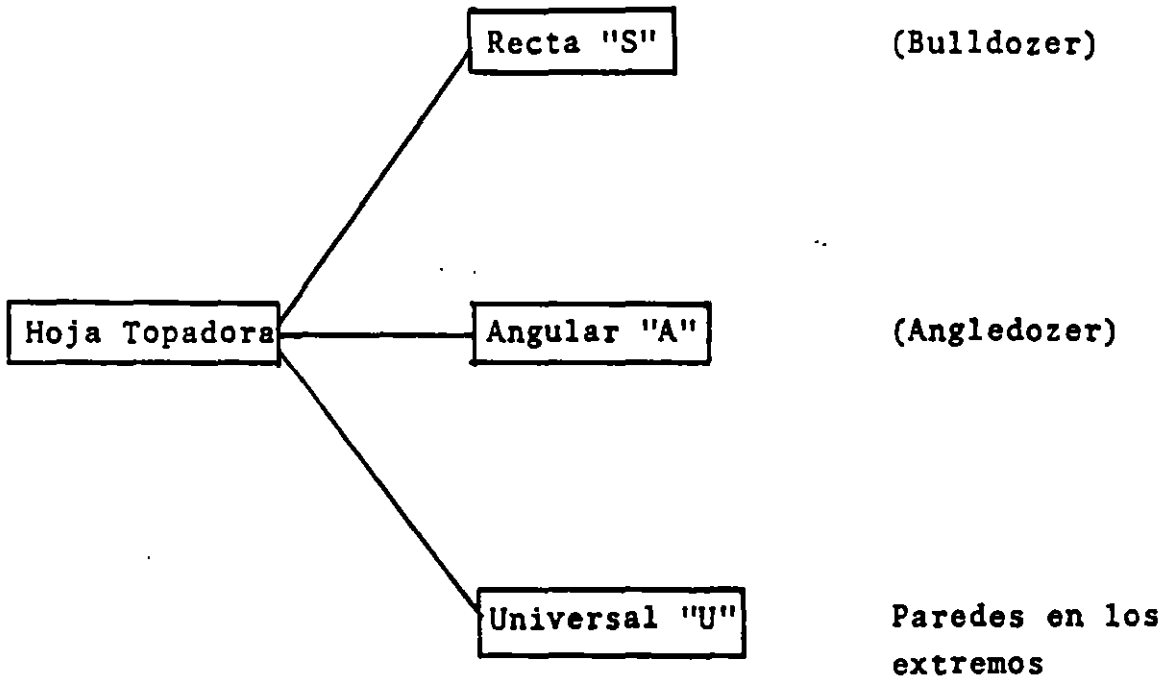 Recta "S" (Bulldozer)
Hoja Topadora Angular "A" (Angledozer)
Universal "U" Paredes en los
extremos